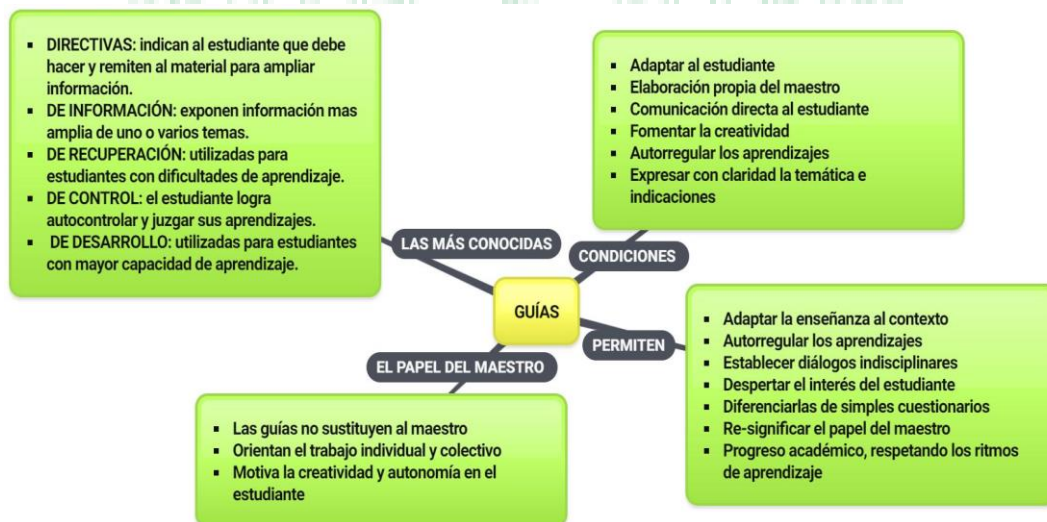 ▪ DIRECTIVAS: indican al estudiante que debe
hacer y remiten al material para ampliar
información.
▪ DE INFORMACIÓN: exponen información mas
amplia de uno o varios temas.
▪ DE RECUPERACIÓN: utilizadas para
estudiantes con dificultades de aprendizaje.
▪ DE CONTROL: el estudiante logra
autocontrolar y juzgar sus aprendizajes.
▪ DE DESARROLLO: utilizadas para estudiantes
con mayor capacidad de aprendizaje.
LAS MÁS CONOCIDAS
▪ Adaptar al estudiante
▪ Elaboración propia del maestro
▪ Comunicación directa al estudiante
▪ Fomentar la creatividad
▪ Autorregular los aprendizajes
▪ Expresar con claridad la temática e
indicaciones
CONDICIONES
GUÍAS
PERMITEN
▪ Adaptar la enseñanza al contexto
▪ Autorregular los aprendizajes
▪ Establecer diálogos indisciplinares
▪ Despertar el interés del estudiante
▪ Diferenciarlas de simples cuestionarios
▪ Re-significar el papel del maestro
▪ Progreso académico, respetando los ritmos
de aprendizaje
EL PAPEL DEL MAESTRO
▪ Las guías no sustituyen al maestro
▪ Orientan el trabajo individual y colectivo
▪ Motiva la creatividad y autonomía en el
estudiante